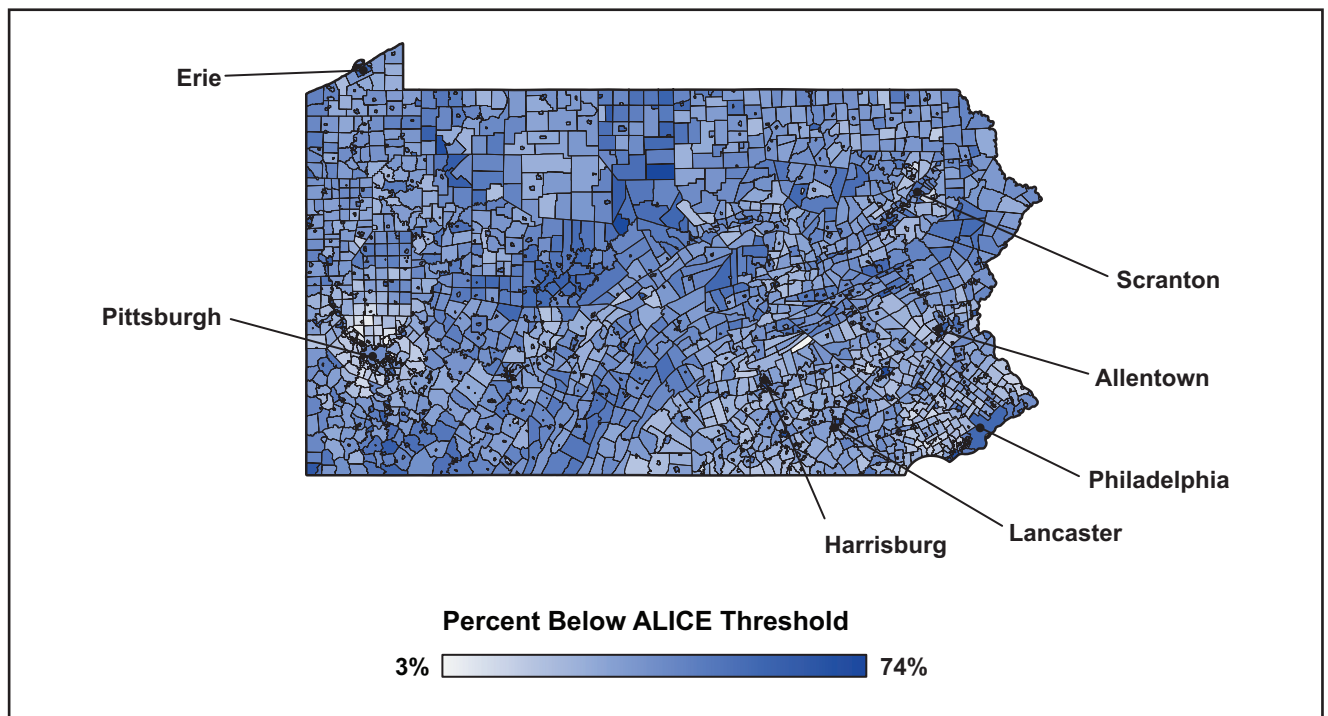 Erie
Scranton
Pittsburgh
Allentown
Philadelphia
Lancaster
Harrisburg
Percent Below ALICE Threshold
3% 74%